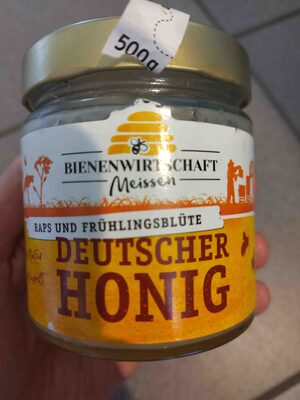 500g
BIENENWIRTSCHAFT
Meissen
RAPS UND FRÜHLINGSBLÜTE
DEUTSCHER
HONIG